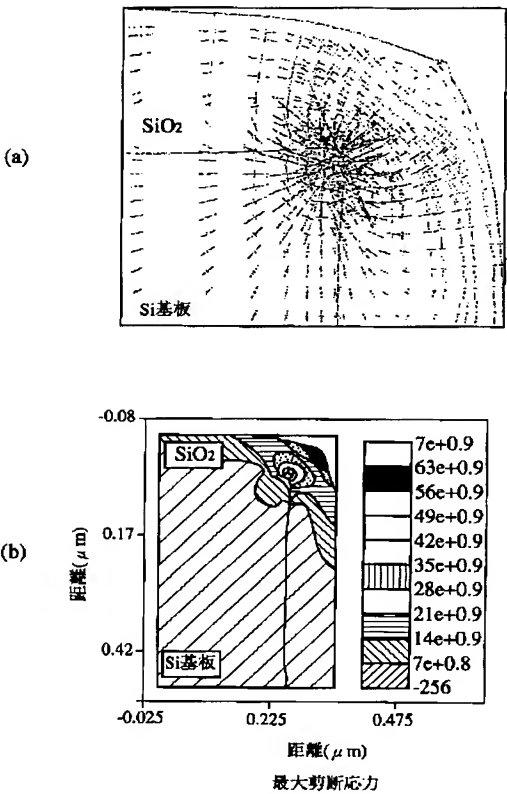 (a)
SiO₂
Si基板
(b)
-0.08
0.17
0.42
距離(μm)
SiO₂
Si基板
7e+0.9
63e+0.9
56e+0.9
49e+0.9
42e+0.9
35e+0.9
28e+0.9
21e+0.9
14e+0.9
7e+0.8
-256
-0.025
0.225
0.475
距離(μm)
最大剪断応力